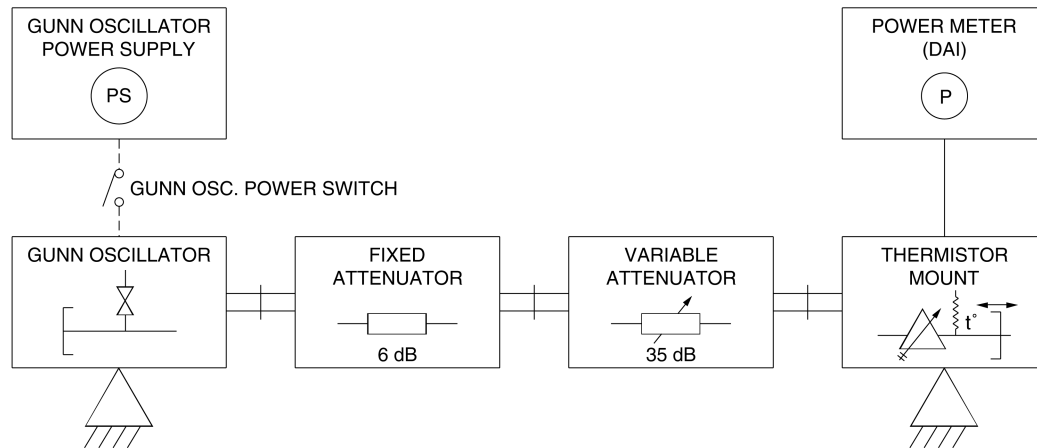 GUNN OSCILLATOR
POWER SUPPLY
PS
POWER METER
(DAI)
P
GUNN OSC. POWER SWITCH
GUNN OSCILLATOR
FIXED
ATTENUATOR
6 dB
VARIABLE
ATTENUATOR
35 dB
THERMISTOR
MOUNT
t°